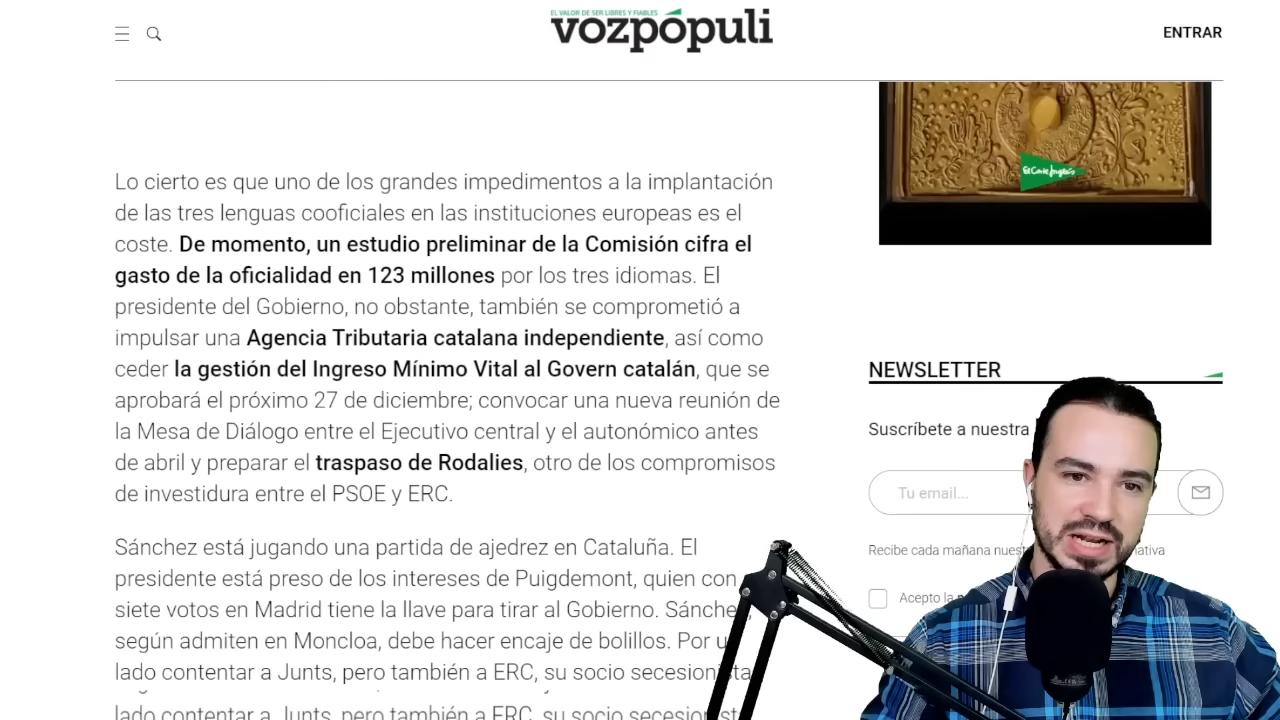 EL VALOR DE SER LIBRES Y FIABLES
vozpópuli
ENTRAR
El Corte Inglés
Lo cierto es que uno de los grandes impedimentos a la implantación
de las tres lenguas cooficiales en las instituciones europeas es el
coste. De momento, un estudio preliminar de la Comisión cifra el
gasto de la oficialidad en 123 millones por los tres idiomas. El
presidente del Gobierno, no obstante, también se comprometió a
impulsar una Agencia Tributaria catalana independiente, así como
ceder la gestión del Ingreso Mínimo Vital al Govern catalán, que se
aprobará el próximo 27 de diciembre; convocar una nueva reunión de
la Mesa de Diálogo entre el Ejecutivo central y el autonómico antes
de abril y preparar el traspaso de Rodalies, otro de los compromisos
de investidura entre el PSOE y ERC.
Sánchez está jugando una partida de ajedrez en Cataluña. El
presidente está preso de los intereses de Puigdemont, quien con
siete votos en Madrid tiene la llave para tirar al Gobierno. Sánchez,
según admiten en Moncloa, debe hacer encaje de bolillos. Por u
lado contentar a Junts, pero también a ERC, su socio secesionista
lado contentar a Junts, pero también a ERC, su socio secesionist
NEWSLETTER
Suscríbete a nuestra
Tu email...
Recibe cada mañana nuest
Acepto la p